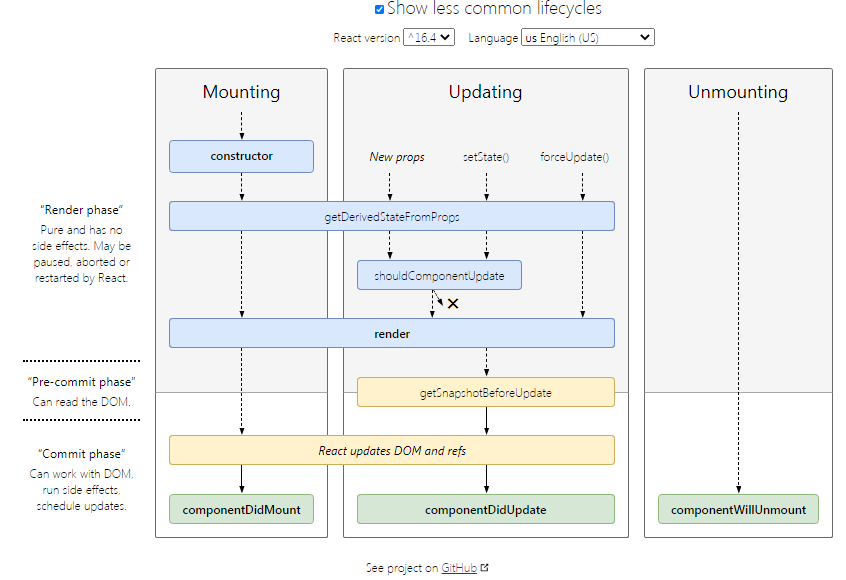 Show less common lifecycles
React version ^16.4 Language us English (US)
Mounting
Updating
Unmounting
constructor
New props
setState()
forceUpdate()
"Render phase"
Pure and has no
side effects. May be
paused, aborted or
restarted by React.
getDerivedStateFromProps
shouldComponentUpdate
render
"Pre-commit phase"
Can read the DOM.
getSnapshotBeforeUpdate
"Commit phase"
Can work with DOM,
run side effects,
schedule updates.
React updates DOM and refs
componentDidMount
componentDidUpdate
componentWillUnmount
See project on GitHub